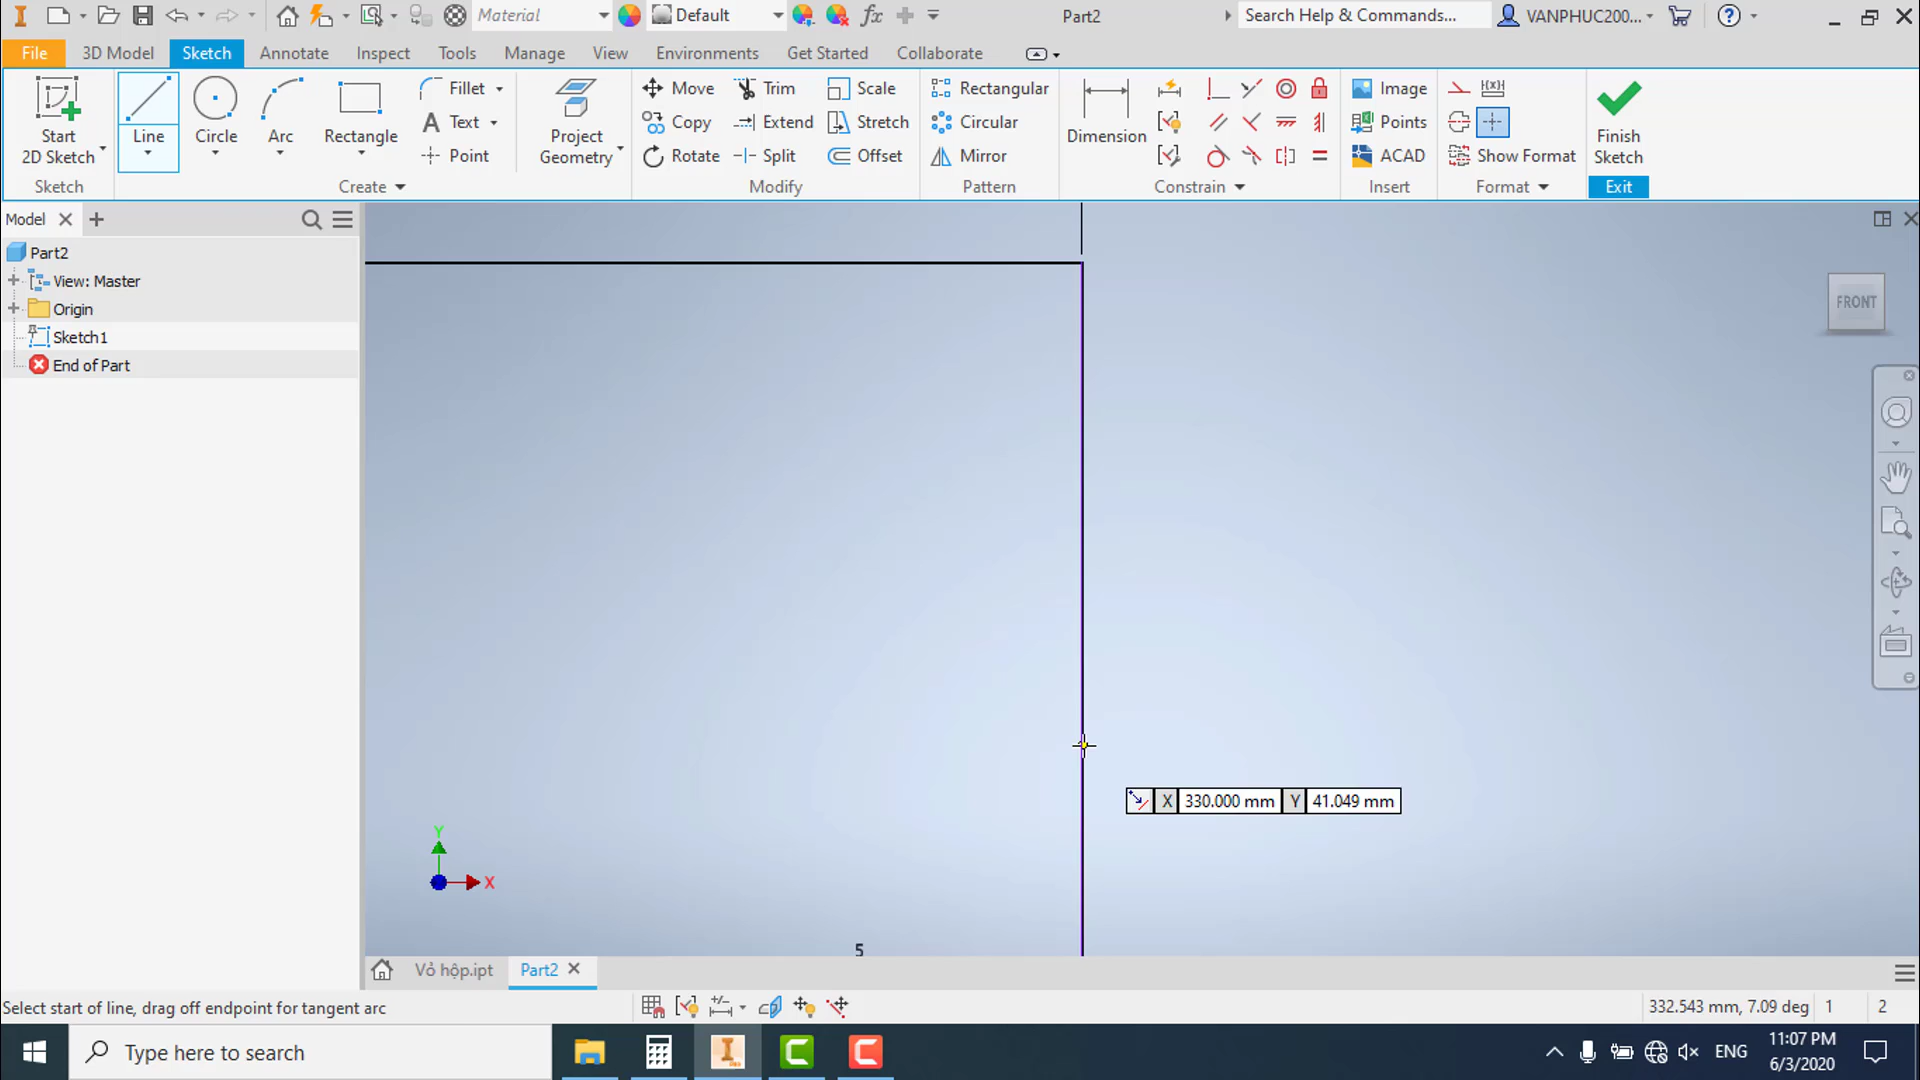 Material
Default
Part2
Search Help & Commands...
VANPHUC200...
File
3D Model
Sketch
Annotate
Inspect
Tools
Manage
View
Environments
Get Started
Collaborate
Start
2D Sketch
Line
Circle
Arc
Rectangle
Fillet
Text
Point
Project
Geometry
Move
Copy
Rotate
Trim
Extend
Split
Scale
Stretch
Offset
Rectangular
Circular
Mirror
Dimension
Image
Points
ACAD
Show Format
Finish
Sketch
Sketch
Create
Modify
Pattern
Constrain
Insert
Format
Exit
Model
Part2
View: Master
Origin
Sketch1
End of Part
FRONT
X 330.000 mm Y 41.049 mm
Y
X
5
Vỏ hộp.ipt
Part2
Select start of line, drag off endpoint for tangent arc
332.543 mm, 7.09 deg 1 2
Type here to search
ENG
11:07 PM
6/3/2020